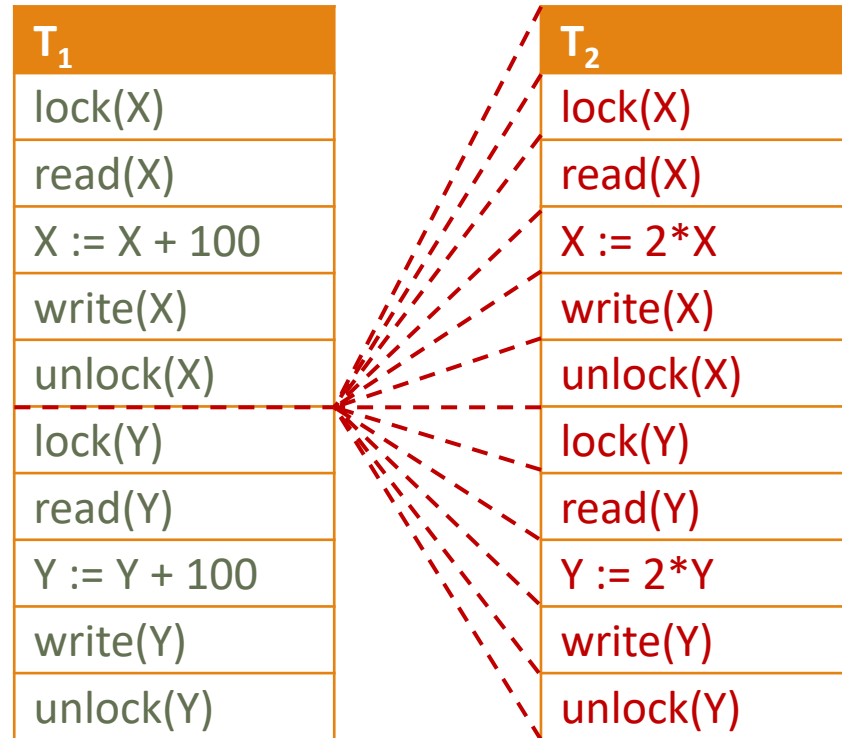 T₁
lock(X)
read(X)
X := X + 100
write(X)
unlock(X)
lock(Y)
read(Y)
Y := Y + 100
write(Y)
unlock(Y)
T₂
lock(X)
read(X)
X := 2*X
write(X)
unlock(X)
lock(Y)
read(Y)
Y := 2*Y
write(Y)
unlock(Y)